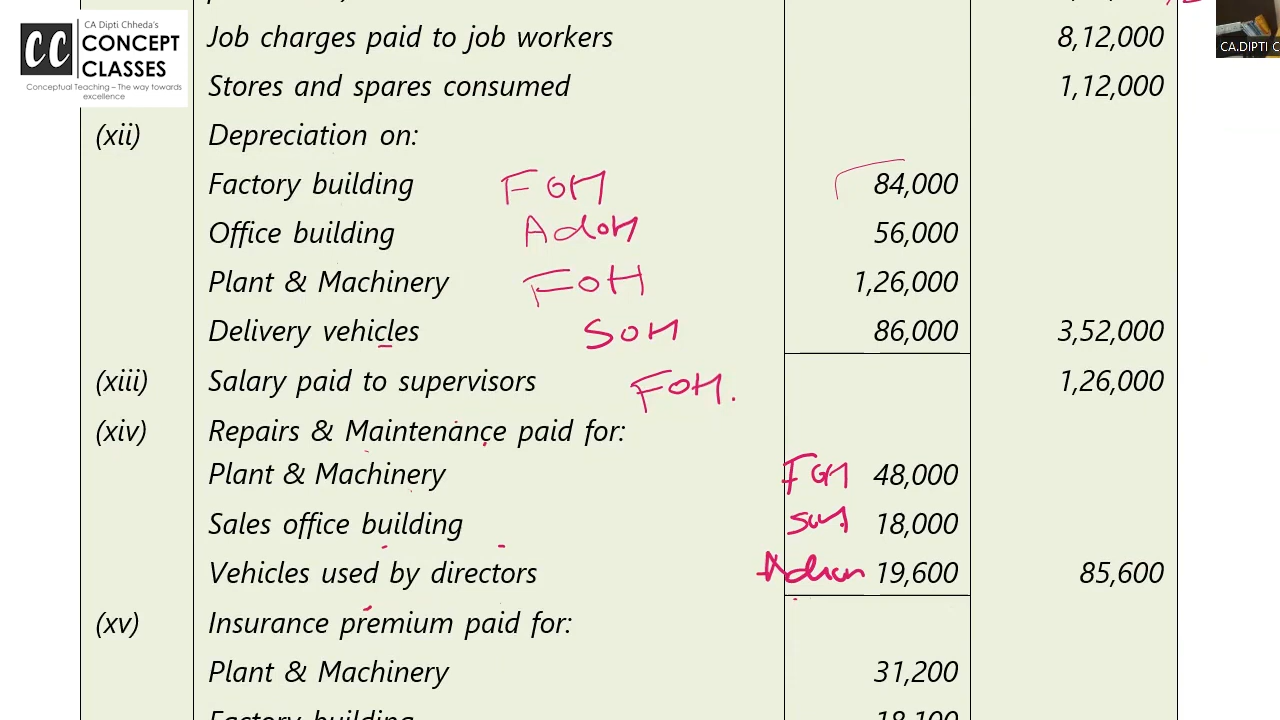 CA Dipti Chheda's
CC CONCEPT
CLASSES
Conceptual Teaching – The way towards
excellence
CA.DIPTI C
Job charges paid to job workers 8,12,000
Stores and spares consumed 1,12,000
(xii) Depreciation on:
Factory building FOH 84,000
Office building AdOH 56,000
Plant & Machinery FOH 1,26,000
Delivery vehicles SOH 86,000 3,52,000
(xiii) Salary paid to supervisors FOH. 1,26,000
(xiv) Repairs & Maintenance paid for:
Plant & Machinery FOH 48,000
Sales office building SOH 18,000
Vehicles used by directors 19,600 85,600
(xv) Insurance premium paid for:
Plant & Machinery 31,200
Factory building 18,100